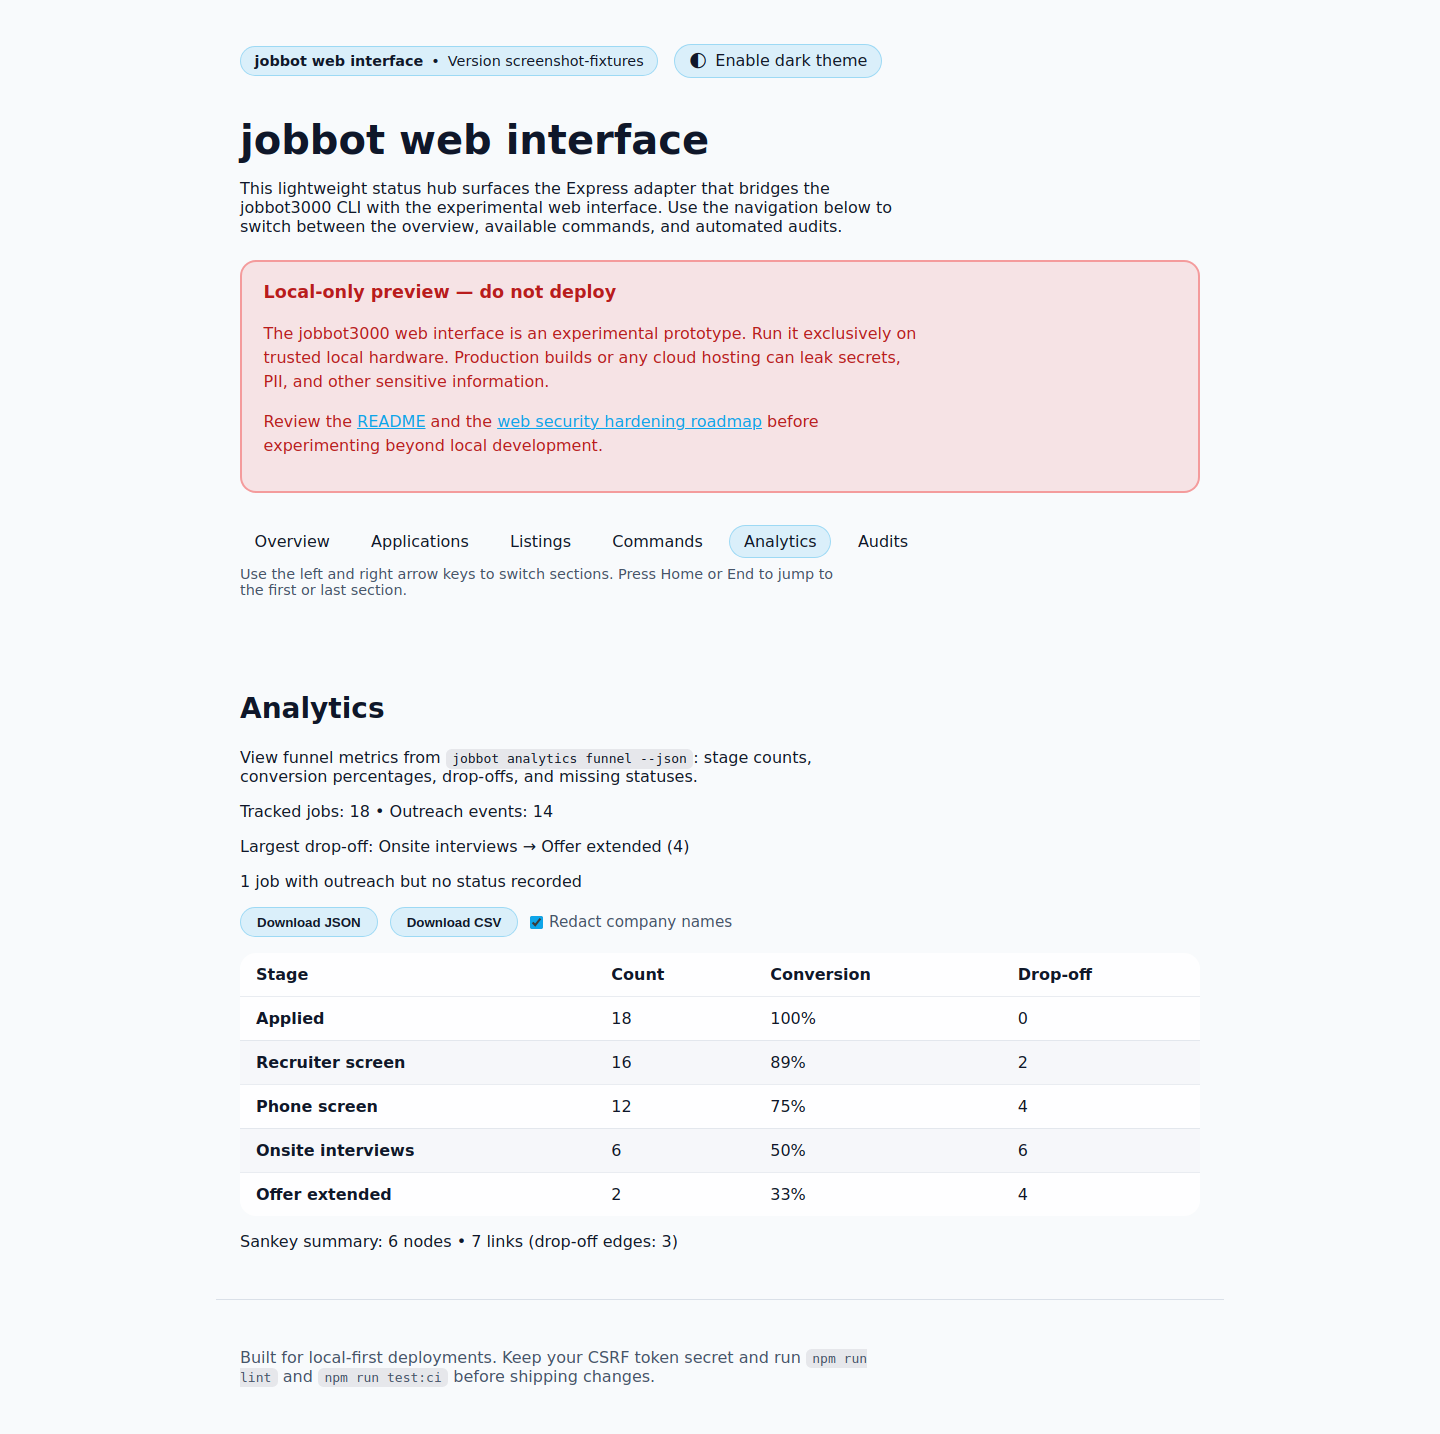 jobbot web interface • Version screenshot-fixtures
Enable dark theme
jobbot web interface
This lightweight status hub surfaces the Express adapter that bridges the
jobbot3000 CLI with the experimental web interface. Use the navigation below to
switch between the overview, available commands, and automated audits.
Local-only preview — do not deploy
The jobbot3000 web interface is an experimental prototype. Run it exclusively on
trusted local hardware. Production builds or any cloud hosting can leak secrets,
PII, and other sensitive information.
Review the README and the web security hardening roadmap before
experimenting beyond local development.
Overview Applications Listings Commands Analytics Audits
Use the left and right arrow keys to switch sections. Press Home or End to jump to
the first or last section.
Analytics
View funnel metrics from jobbot analytics funnel --json: stage counts,
conversion percentages, drop-offs, and missing statuses.
Tracked jobs: 18 • Outreach events: 14
Largest drop-off: Onsite interviews → Offer extended (4)
1 job with outreach but no status recorded
Download JSON Download CSV Redact company names
Stage Count Conversion Drop-off
Applied 18 100% 0
Recruiter screen 16 89% 2
Phone screen 12 75% 4
Onsite interviews 6 50% 6
Offer extended 2 33% 4
Sankey summary: 6 nodes • 7 links (drop-off edges: 3)
Built for local-first deployments. Keep your CSRF token secret and run npm run
lint and npm run test:ci before shipping changes.